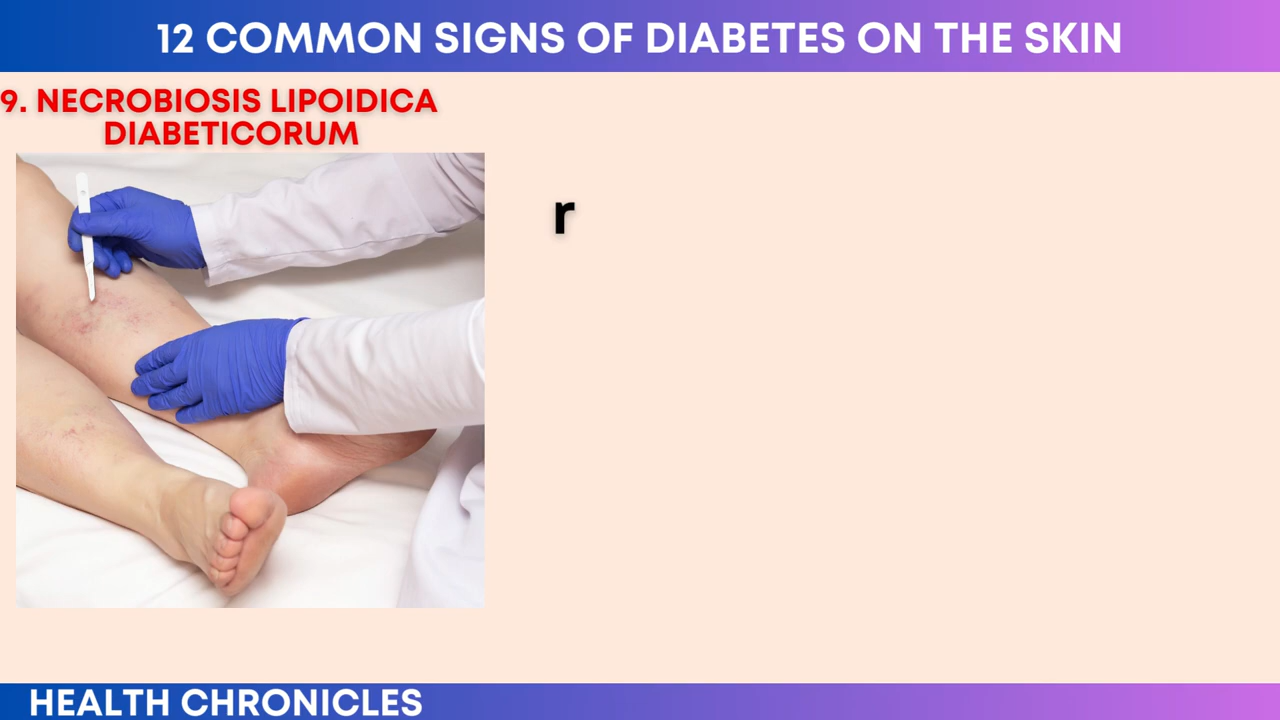 12 COMMON SIGNS OF DIABETES ON THE SKIN
9. NECROBIOSIS LIPOIDICA
DIABETICORUM
r
HEALTH CHRONICLES